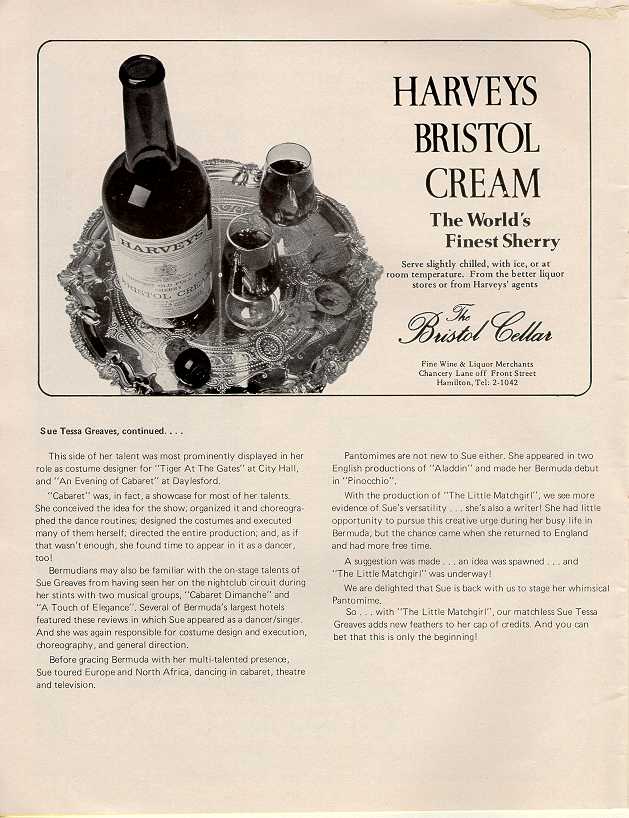 HARVEYS
BRISTOL
CREAM
The World's
Finest Sherry
Serve slightly chilled, with ice, or at
room temperature. From the better liquor
stores or from Harveys' agents
The
Bristol Cellar
Fine Wine & Liquor Merchants
Chancery Lane off Front Street
Hamilton, Tel: 2-1042
HARVEYS
BRISTOL CREAM
Sue Tessa Greaves, continued. . . .
This side of her talent was most prominently displayed in her
role as costume designer for "Tiger At The Gates" at City Hall,
and "An Evening of Cabaret" at Daylesford.
"Cabaret" was, in fact, a showcase for most of her talents.
She conceived the idea for the show; organized it and choreogra-
phed the dance routines; designed the costumes and executed
many of them herself; directed the entire production; and, as if
that wasn't enough, she found time to appear in it as a dancer,
too!
Bermudians may also be familiar with the on-stage talents of
Sue Greaves from having seen her on the nightclub circuit during
her stints with two musical groups, "Cabaret Dimanche" and
"A Touch of Elegance". Several of Bermuda's largest hotels
featured these reviews in which Sue appeared as a dancer/singer.
And she was again responsible for costume design and execution,
choreography, and general direction.
Before gracing Bermuda with her multi-talented presence,
Sue toured Europe and North Africa, dancing in cabaret, theatre
and television.
Pantomimes are not new to Sue either. She appeared in two
English productions of "Aladdin" and made her Bermuda debut
in "Pinocchio".
With the production of "The Little Matchgirl", we see more
evidence of Sue's versatility . . . she's also a writer! She had little
opportunity to pursue this creative urge during her busy life in
Bermuda, but the chance came when she returned to England
and had more free time.
A suggestion was made . . . an idea was spawned . . . and
"The Little Matchgirl" was underway!
We are delighted that Sue is back with us to stage her whimsical
Pantomime.
So . . . with "The Little Matchgirl", our matchless Sue Tessa
Greaves adds new feathers to her cap of credits. And you can
bet that this is only the beginning!